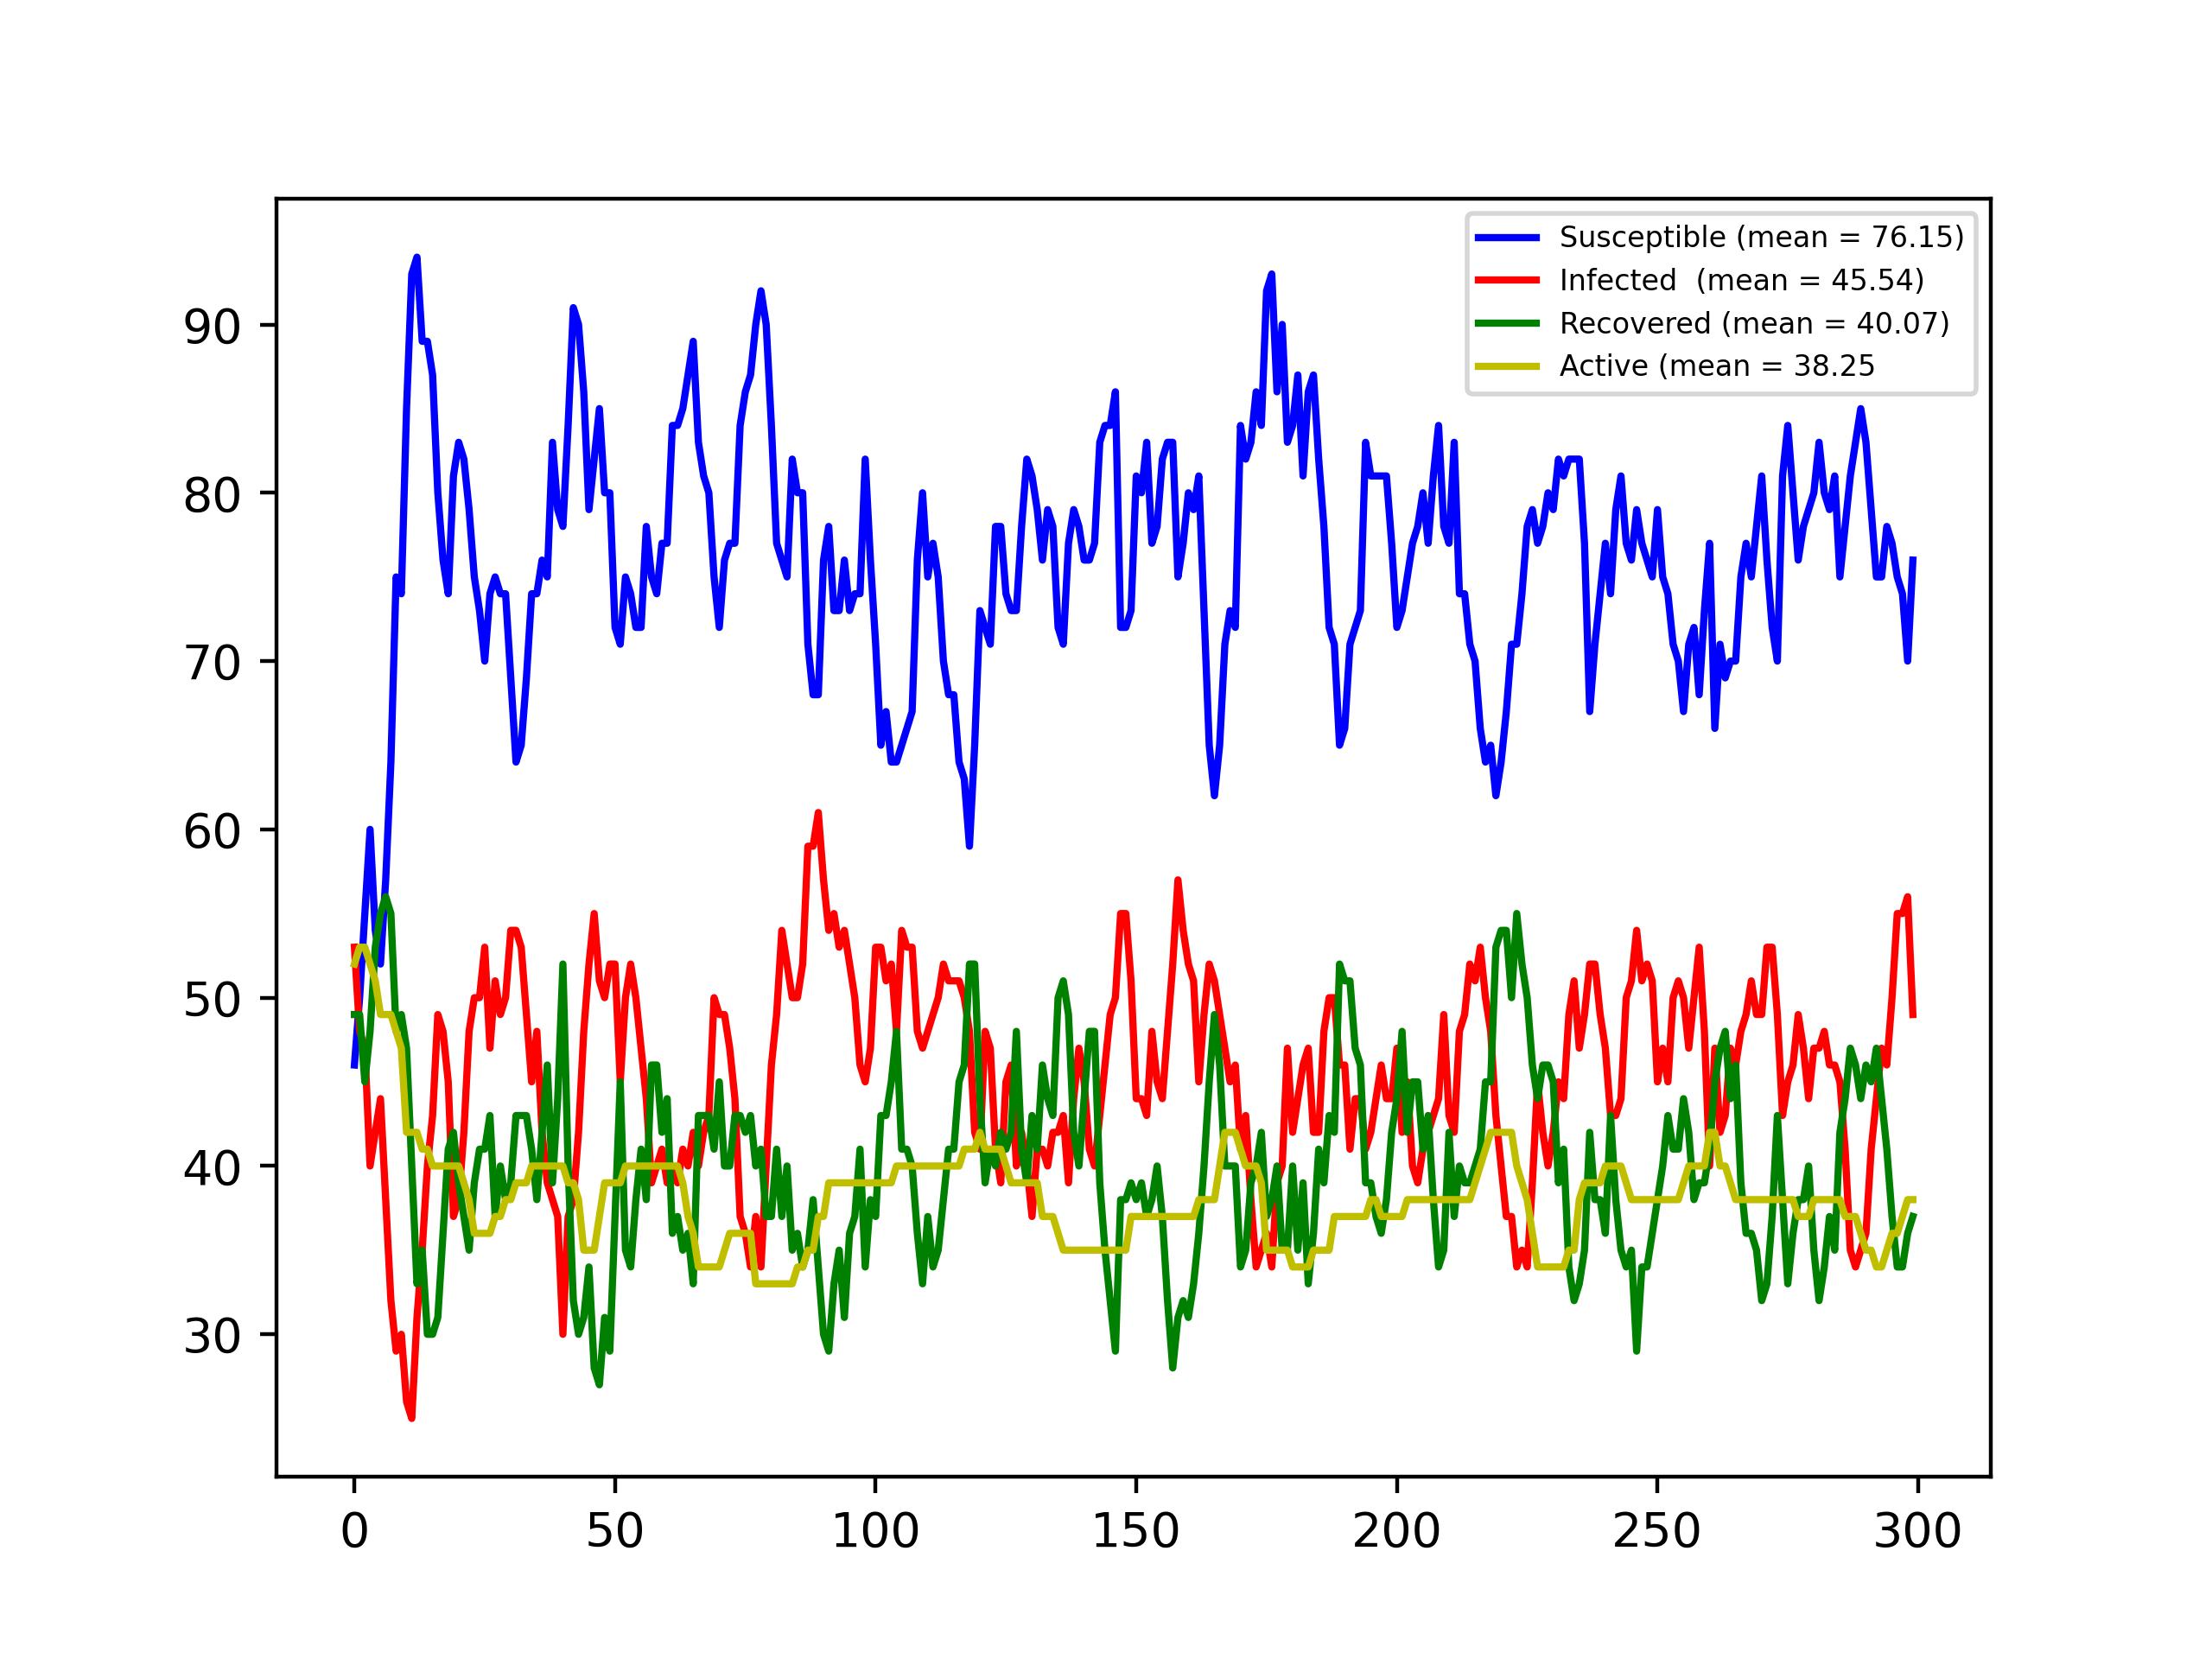 Susceptible (mean = 76.15)
Infected  (mean = 45.54)
Recovered (mean = 40.07)
Active (mean = 38.25
90
80
70
60
50
40
30
0 50 100 150 200 250 300